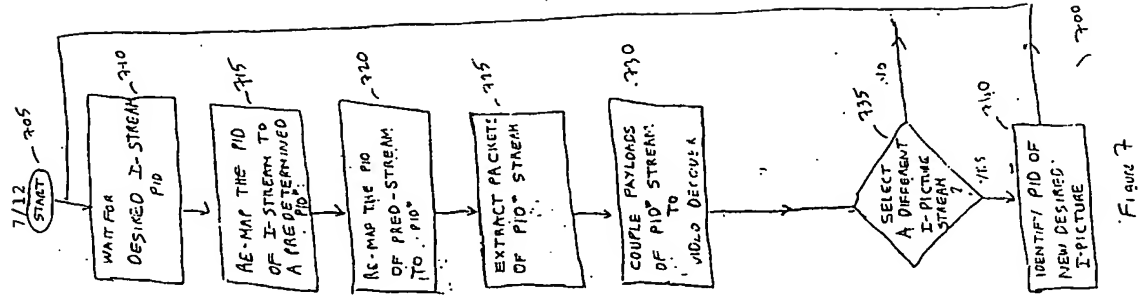 7/12
START
705
WAIT FOR
DESIRED I-STREAM
PID
710
RE-MAP THE PID
OF I-STREAM TO
A PREDETERMINED
PID*
715
RE-MAP THE PID
OF PRED-STREAM
TO PID*
720
EXTRACT PACKETS
OF PID* STREAM
725
COUPLE PAYLOADS
OF PID* STREAM
TO
VIDEO DECODER
730
SELECT
A DIFFERENT
I-PICTURE
STREAM
?
735
NO
YES
IDENTIFY PID OF
NEW DESIRED
I-PICTURE
740
700
FIGURE 7